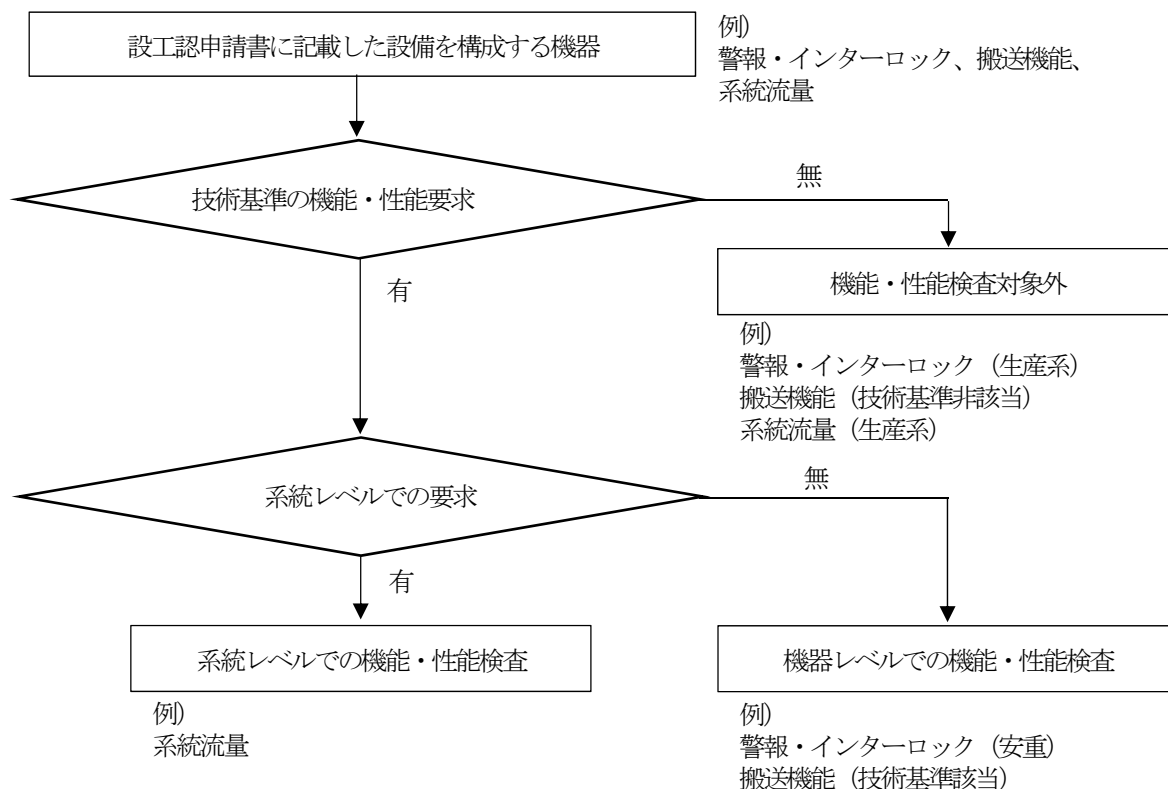 設工認申請書に記載した設備を構成する機器
例)
警報・インターロック、搬送機能、
系統流量
技術基準の機能・性能要求
無
有
機能・性能検査対象外
例)
警報・インターロック（生産系）
搬送機能（技術基準非該当）
系統流量（生産系）
系統レベルでの要求
無
有
系統レベルでの機能・性能検査
例)
系統流量
機器レベルでの機能・性能検査
例)
警報・インターロック（安重）
搬送機能（技術基準該当）